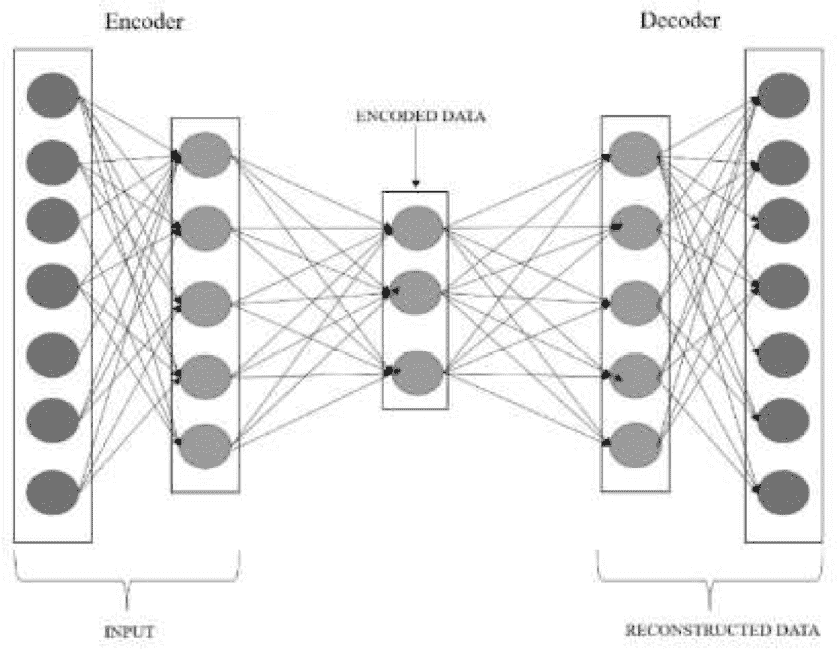 Encoder
Decoder
ENCODED DATA
INPUT
RECONSTRUCTED DATA